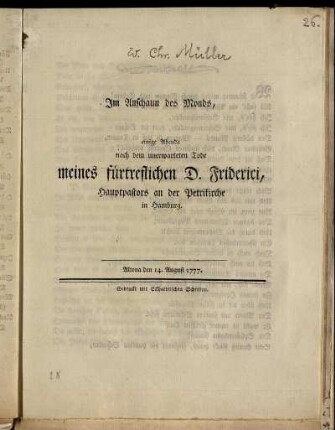 25.
W. Chr. Müller
Im Anschaun des Monds,
einige Abende
nach dem unerwarteten Tode
meines fürtreflichen D. Friderici,
Hauptpastors an der Petrikirche
in Hamburg.
Altona den 14. August 1777.
Gedruckt mit Schriften.